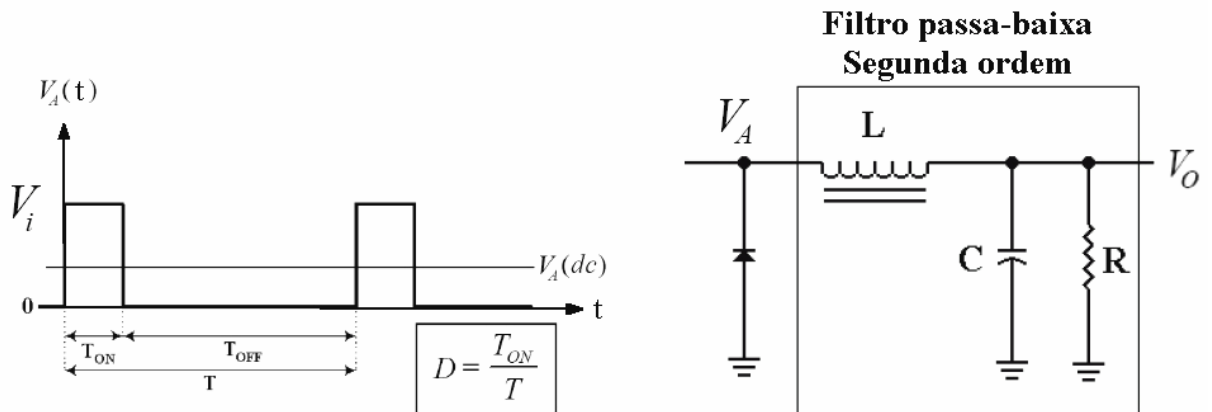 Filtro passa-baixa
Segunda ordem
V_A(t)
V_i
V_A(dc)
0
t
T_ON
T_OFF
T
D = T_ON / T
V_A
L
V_O
C
R